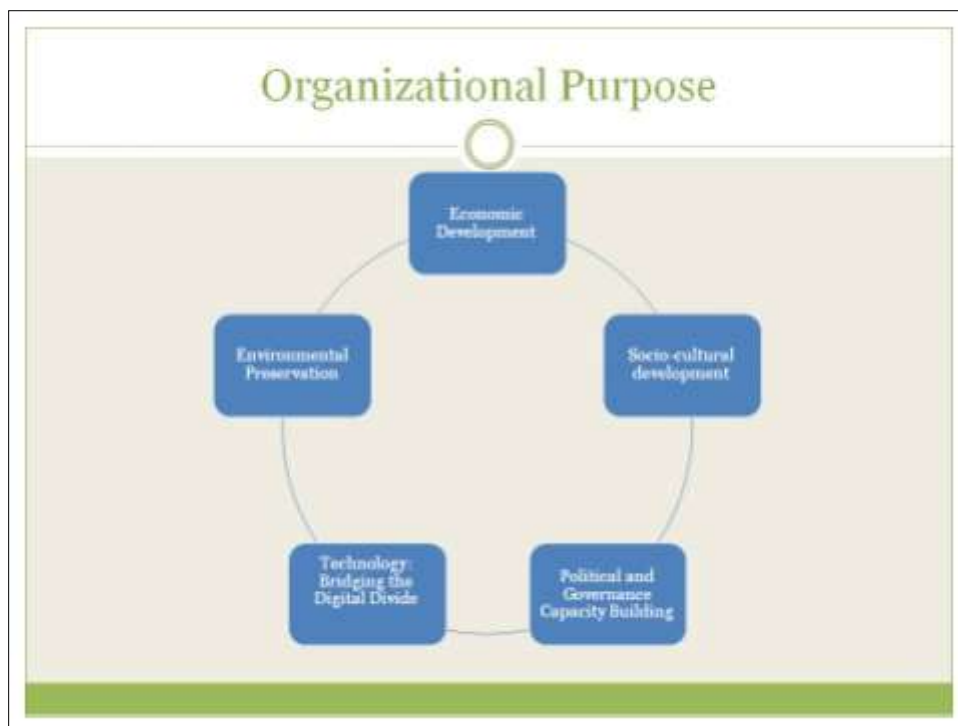 Organizational Purpose
Economic
Development
Environmental
Preservation
Socio-cultural
development
Technology:
Bridging the
Digital Divide
Political and
Governance
Capacity Building